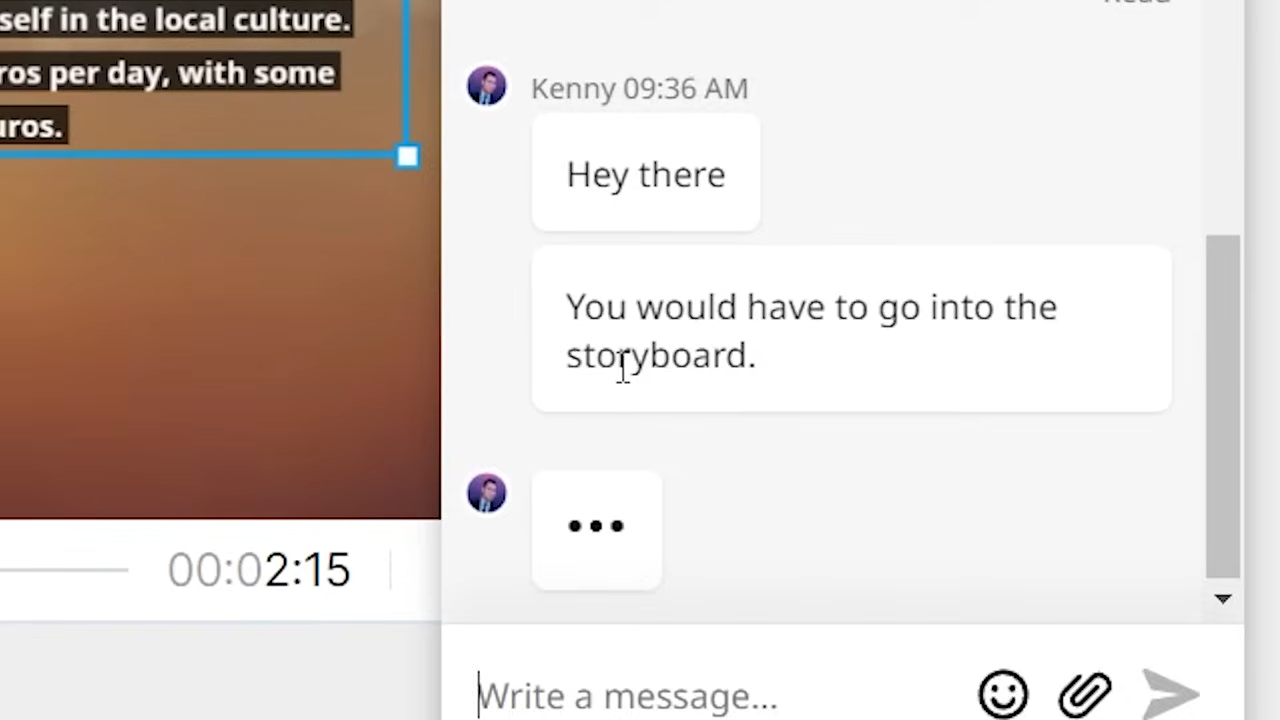 self in the local culture.
ros per day, with some
uros.
Read
Kenny 09:36 AM
Hey there
You would have to go into the
storyboard.
00:02:15
Write a message...